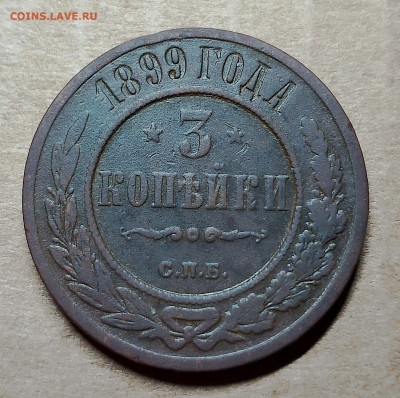 COINS.LAVE.RU
1899 ГОДА
3
КОПѢЙКИ
С.П.Б.